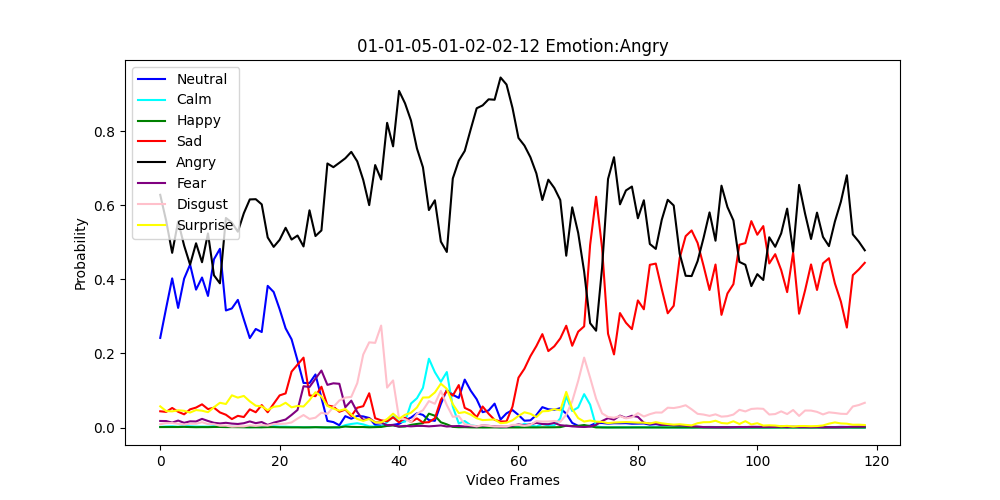 01-01-05-01-02-02-12 Emotion:Angry
Neutral
Calm
Happy
Sad
Angry
Fear
Disgust
Surprise
Probability
0.8
0.6
0.4
0.2
0.0
0 20 40 60 80 100 120
Video Frames